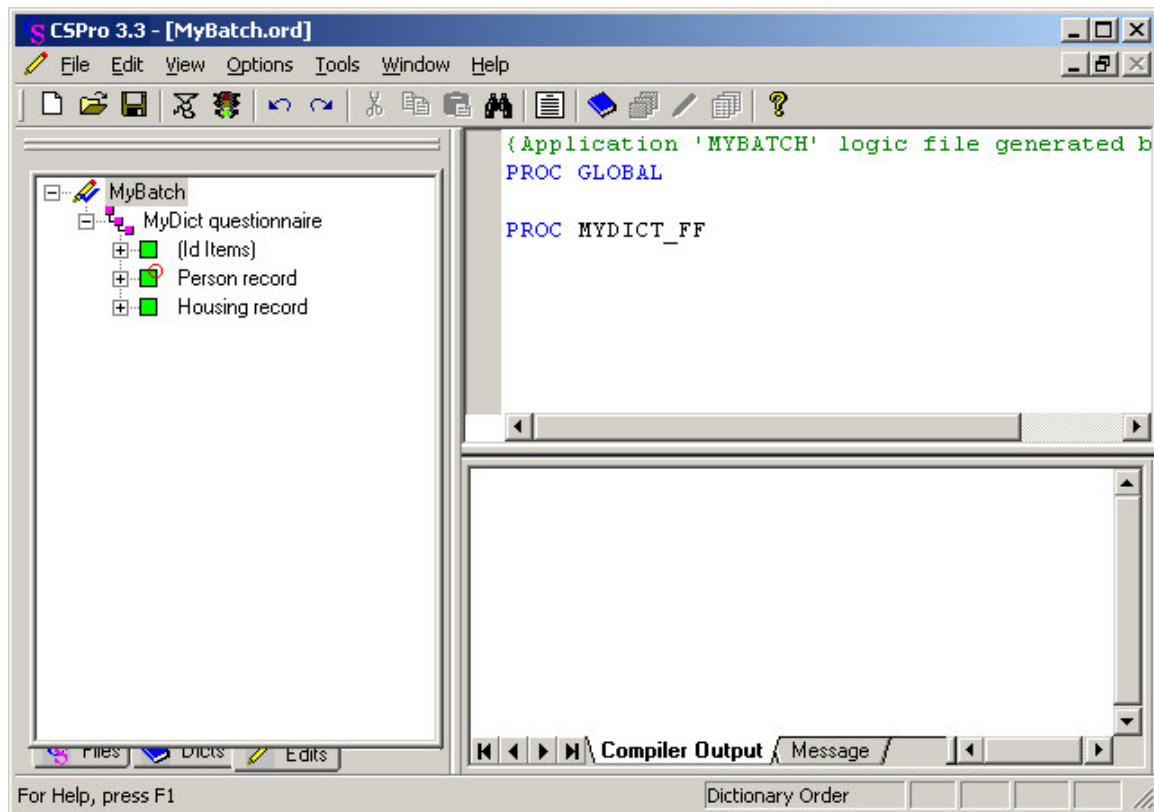 CSPro 3.3 - [MyBatch.ord]
File Edit View Options Tools Window Help
{Application 'MYBATCH' logic file generated b
PROC GLOBAL
PROC MYDICT_FF
MyBatch
MyDict questionnaire
(Id Items)
Person record
Housing record
Files Dicts Edits
Compiler Output Message
For Help, press F1 Dictionary Order